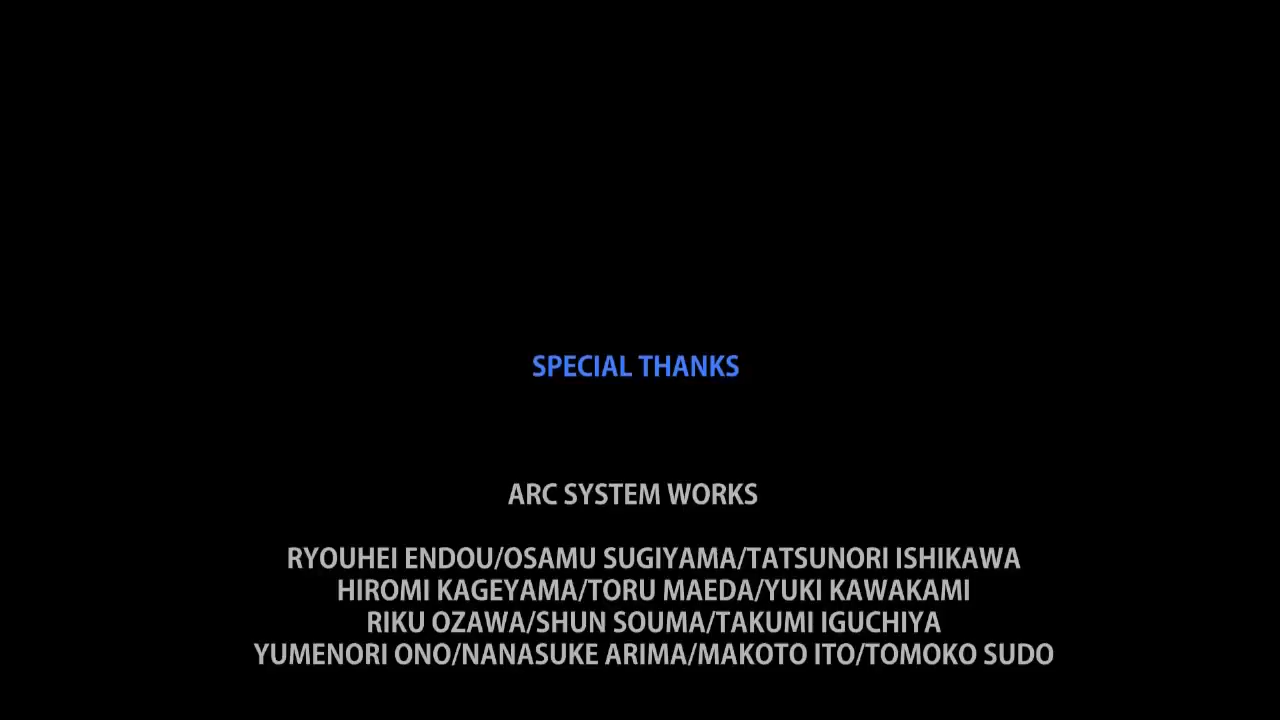 SPECIAL THANKS
ARC SYSTEM WORKS
RYOUHEI ENDOU/OSAMU SUGIYAMA/TATSUNORI ISHIKAWA
HIROMI KAGEYAMA/TORU MAEDA/YUKI KAWAKAMI
RIKU OZAWA/SHUN SOUMA/TAKUMI IGUCHIYA
YUMENORI ONO/NANASUKE ARIMA/MAKOTO ITO/TOMOKO SUDO